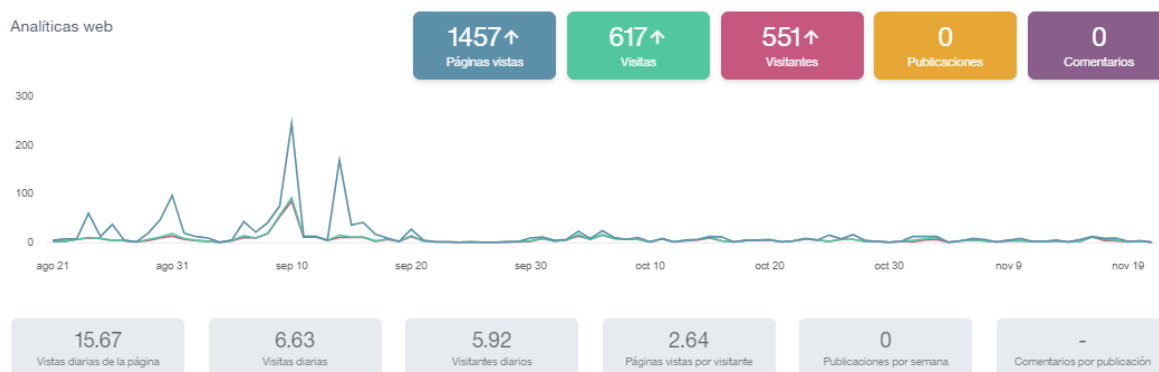 Analíticas web
1457↑ 617↑ 551↑ 0 0
Páginas vistas Visitas Visitantes Publicaciones Comentarios
300
200
100
0
ago 21 ago 31 sep 10 sep 20 sep 30 oct 10 oct 20 oct 30 nov 9 nov 19
15.67 6.63 5.92 2.64 0 -
Vistas diarias de la página Visitas diarias Visitantes diarios Páginas vistas por visitante Publicaciones por semana Comentarios por publicación